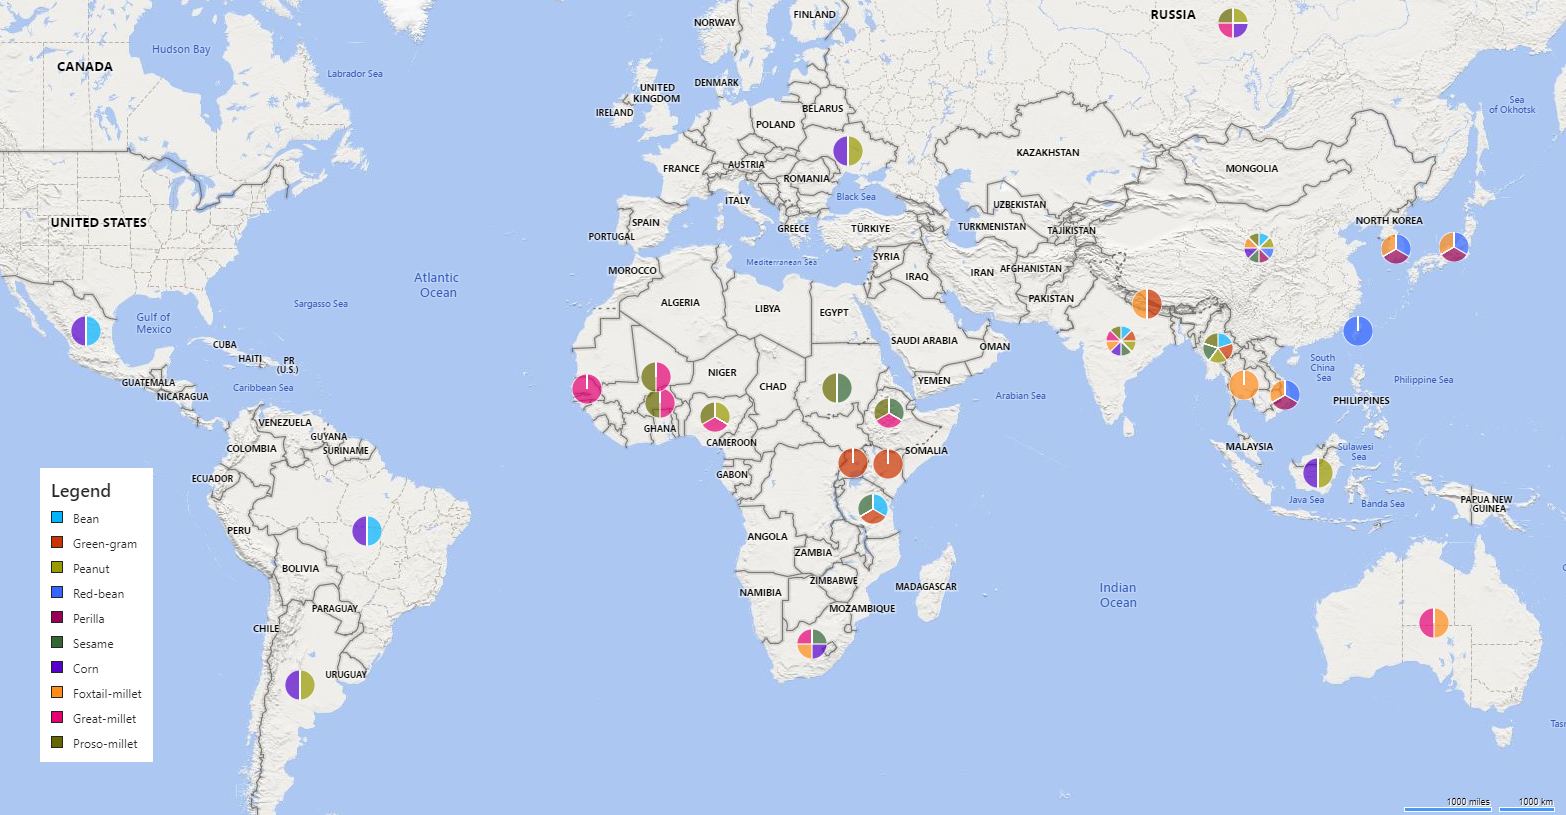 NORWAY
FINLAND
RUSSIA
Hudson Bay
CANADA
Labrador Sea
DENMARK
UNITED
KINGDOM
IRELAND
BELARUS
POLAND
Sea
of Okhotsk
KAZAKHSTAN
MONGOLIA
FRANCE
AUSTRIA
ROMANIA
Black Sea
ITALY
UZBEKISTAN
UNITED STATES
SPAIN
PORTUGAL
GREECE
TÜRKIYE
TURKMENISTAN
TAJIKISTAN
NORTH KOREA
Mediterranean Sea
SYRIA
MOROCCO
IRAQ
IRAN
AFGHANISTAN
Atlantic
Ocean
PAKISTAN
Sargasso Sea
ALGERIA
LIBYA
EGYPT
Gulf of
Mexico
SAUDI ARABIA
OMAN
CUBA
HAITI
PR
(U.S.)
South
China
Sea
GUATEMALA
NICARAGUA
Caribbean Sea
NIGER
CHAD
YEMEN
Arabian Sea
Philippine Sea
PHILIPPINES
VENEZUELA
GUYANA
SURINAME
COLOMBIA
GHANA
CAMEROON
SOMALIA
MALAYSIA
Sulawesi
Sea
ECUADOR
GABON
Java Sea
Banda Sea
PAPUA NEW
GUINEA
PERU
BOLIVIA
ANGOLA
ZAMBIA
ZIMBABWE
NAMIBIA
MOZAMBIQUE
MADAGASCAR
Indian
Ocean
PARAGUAY
CHILE
URUGUAY
Tas
Legend
Bean
Green-gram
Peanut
Red-bean
Perilla
Sesame
Corn
Foxtail-millet
Great-millet
Proso-millet
1000 miles
1000 km